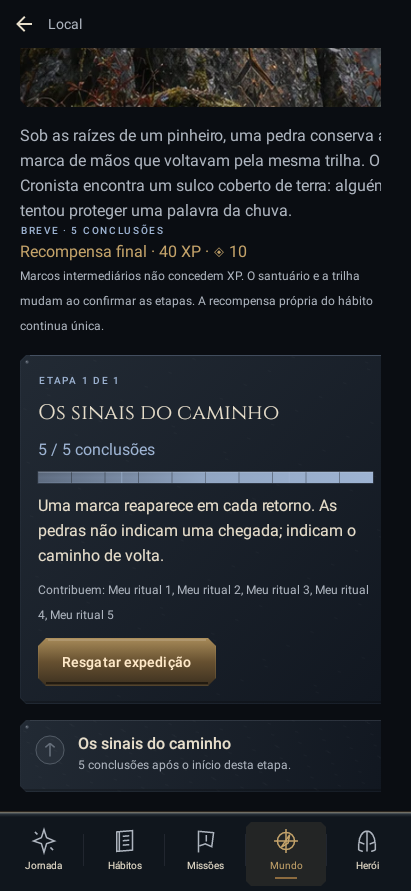 Local
Sob as raízes de um pinheiro, uma pedra conserva a
marca de mãos que voltavam pela mesma trilha. O
Cronista encontra um sulco coberto de terra: alguén
tentou proteger uma palavra da chuva.
BREVE · 5 CONCLUSÕES
Recompensa final · 40 XP · ◈ 10
Marcos intermediários não concedem XP. O santuário e a trilha
mudam ao confirmar as etapas. A recompensa própria do hábito
continua única.
ETAPA 1 DE 1
Os sinais do caminho
5 / 5 conclusões
Uma marca reaparece em cada retorno. As
pedras não indicam uma chegada; indicam o
caminho de volta.
Contribuem: Meu ritual 1, Meu ritual 2, Meu ritual 3, Meu ritual
4, Meu ritual 5
Resgatar expedição
Os sinais do caminho
5 conclusões após o início desta etapa.
Jornada Hábitos Missões Mundo Herói